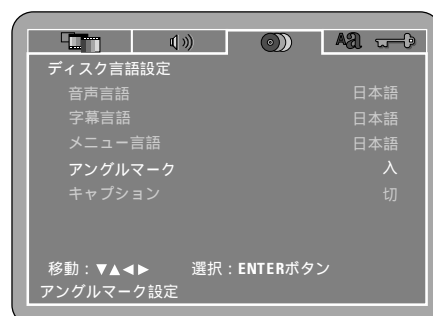 Aあ
ディスク言語設定
音声言語 日本語
字幕言語 日本語
メニュー言語 日本語
アングルマーク 入
キャプション 切
移動：▼▲◀▶ 選択：ENTERボタン
アングルマーク設定